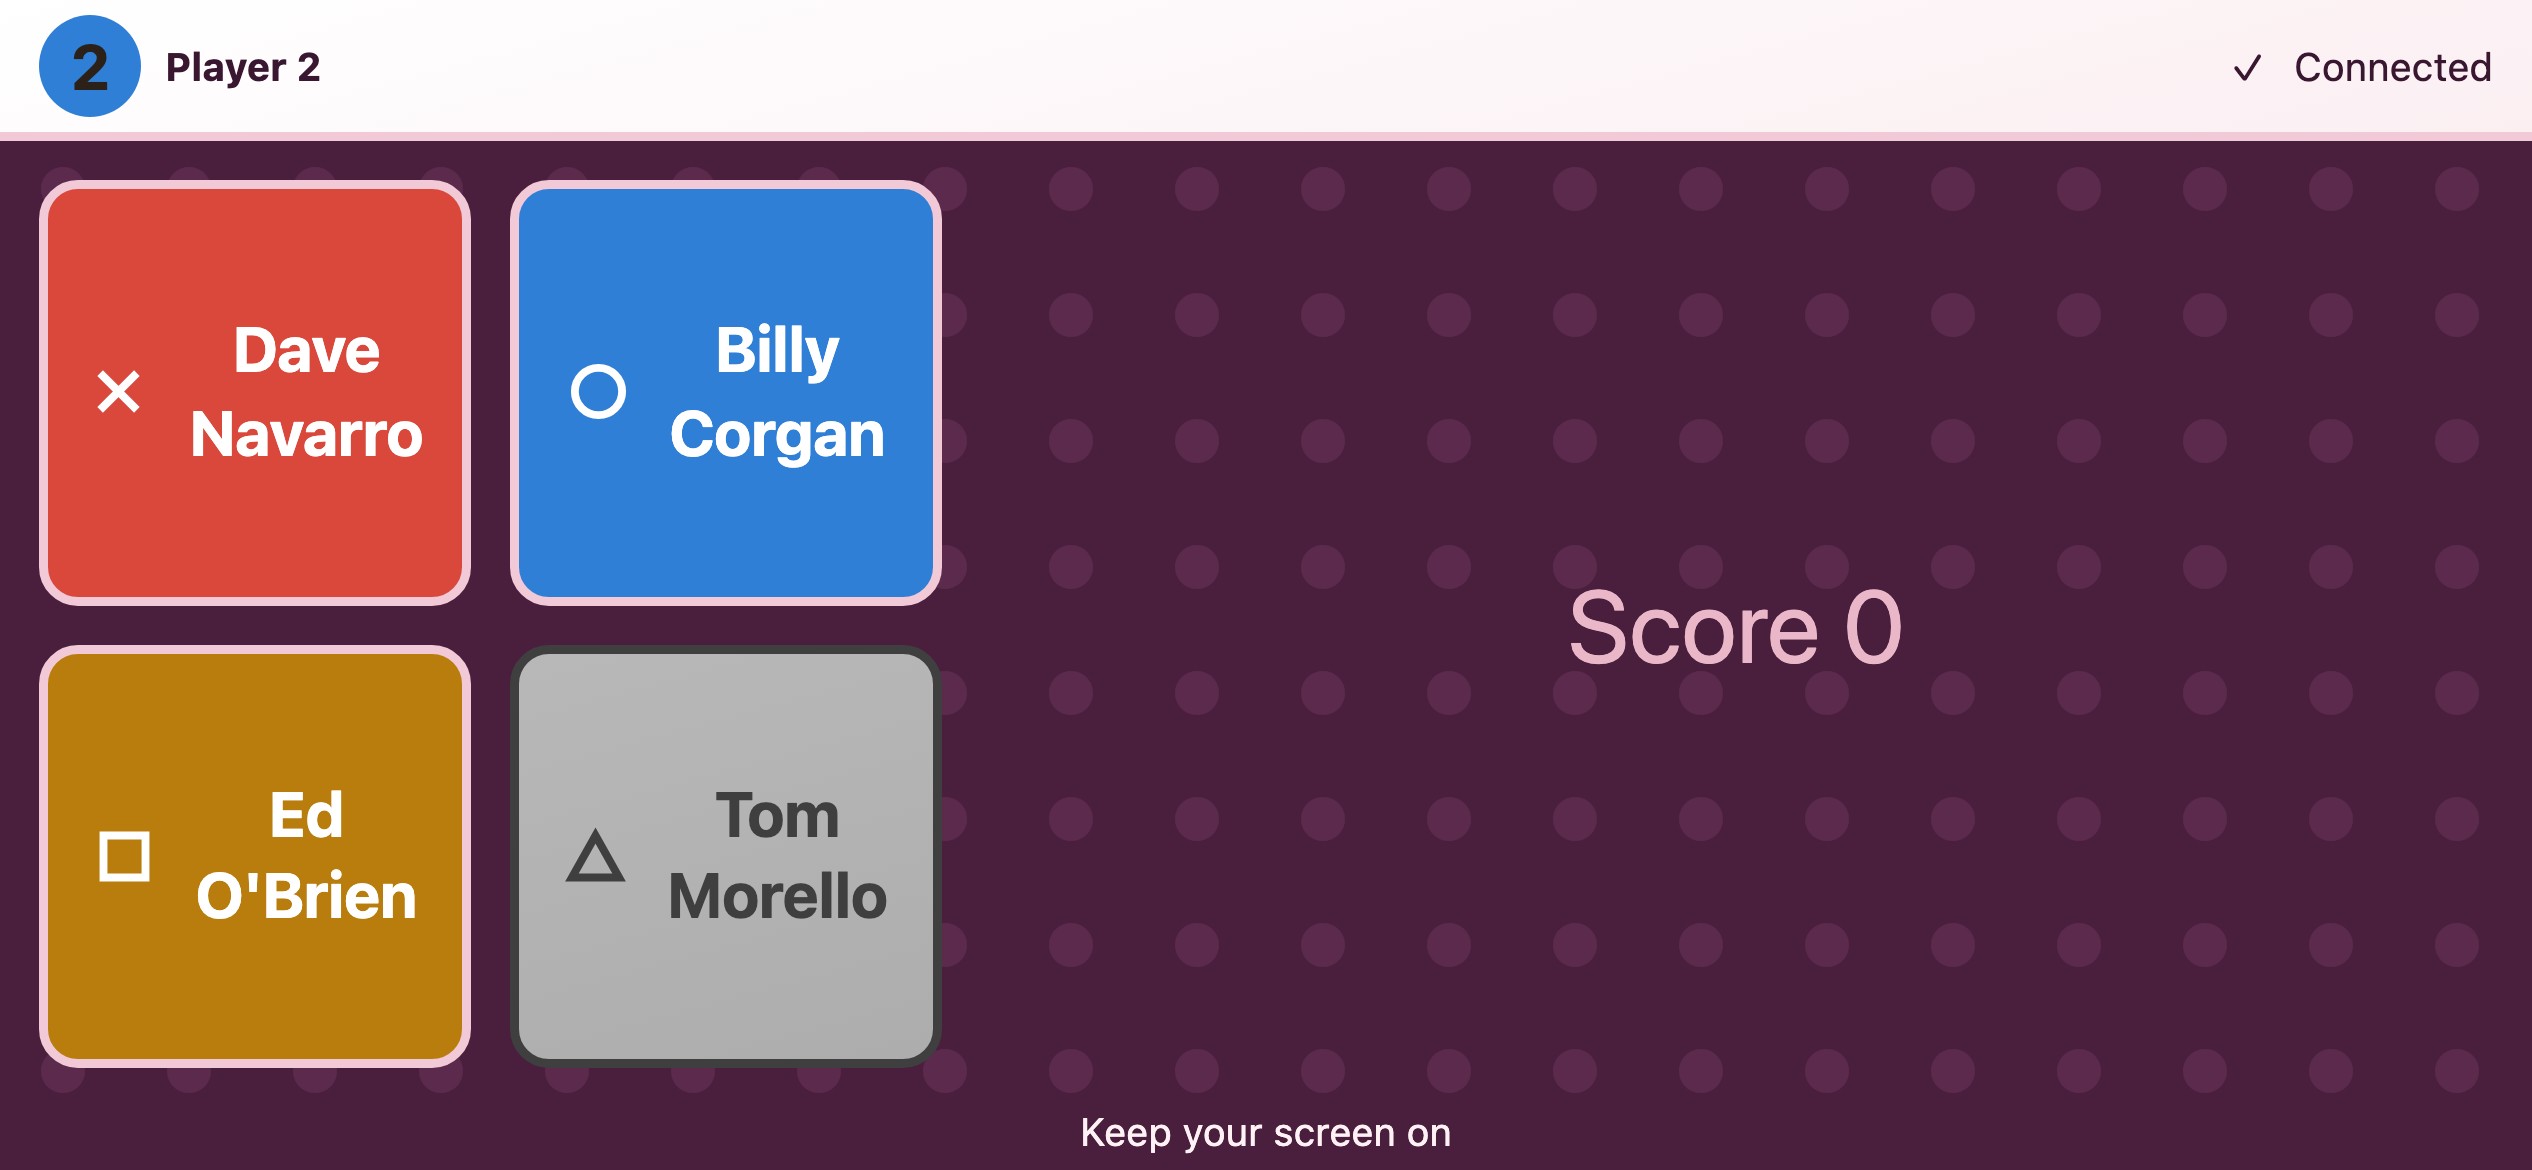 2 Player 2
✓ Connected
Dave
Navarro
Billy
Corgan
Ed
O'Brien
Tom
Morello
Score 0
Keep your screen on